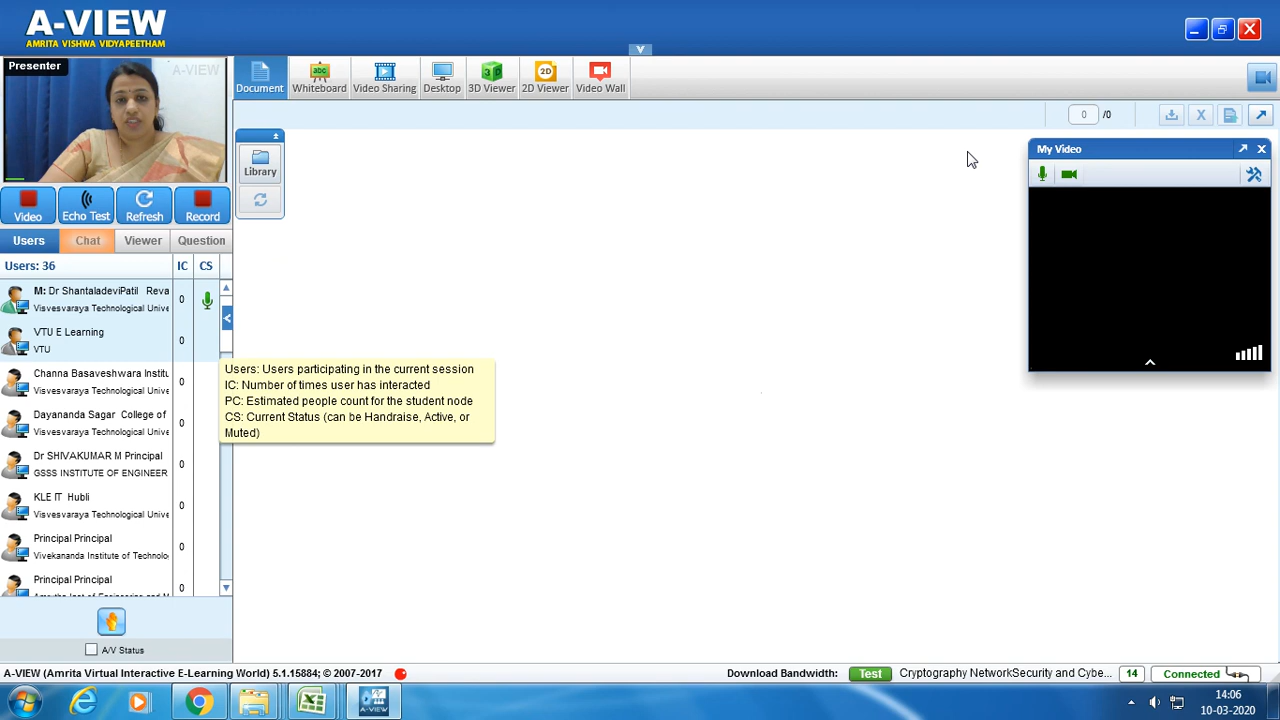 A-VIEW
AMRITA VISHWA VIDYAPEETHAM
Presenter
A-VIEW
Document
Whiteboard
Video Sharing
Desktop
3D Viewer
2D Viewer
Video Wall
0 /0
Library
My Video
Video
Echo Test
Refresh
Record
Users
Chat
Viewer
Question
Users: 36 IC CS
M: Dr ShantaladeviPatil Reva
Visvesvaraya Technological Unive
0
VTU E Learning
VTU
0
Channa Basaveshwara Institu
Visvesvaraya Technological Unive
0
Dayananda Sagar College of
Visvesvaraya Technological Unive
0
Dr SHIVAKUMAR M Principal
GSSS INSTITUTE OF ENGINEER
0
KLE IT Hubli
Visvesvaraya Technological Unive
0
Principal Principal
Vivekananda Institute of Technolo
0
Principal Principal
0
Users: Users participating in the current session
IC: Number of times user has interacted
PC: Estimated people count for the student node
CS: Current Status (can be Handraise, Active, or
Muted)
A/V Status
A-VIEW (Amrita Virtual Interactive E-Learning World) 5.1.15884; © 2007-2017
Download Bandwidth: Test Cryptography NetworkSecurity and Cybe... 14 Connected
14:06
10-03-2020